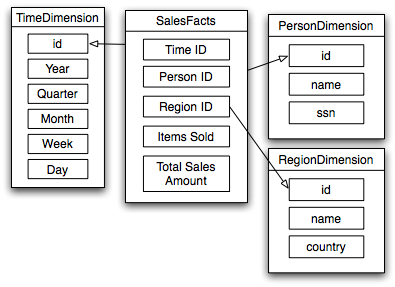 TimeDimension
id
Year
Quarter
Month
Week
Day
SalesFacts
Time ID
Person ID
Region ID
Items Sold
Total Sales
Amount
PersonDimension
id
name
ssn
RegionDimension
id
name
country